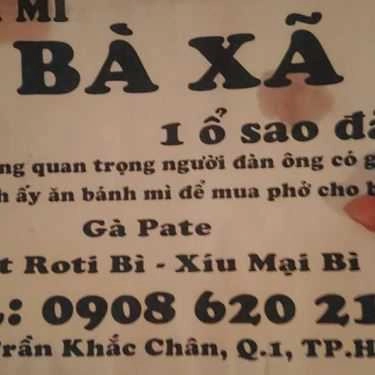 MÌ
BÀ XÃ
1 ổ sao đ
ng quan trọng người đàn ông có g
h ấy ăn bánh mì để mua phở cho b
Gà Pate
t Roti Bì - Xíu Mại Bì
.: 0908 620 21
rần Khắc Chân, Q.1, TP.H